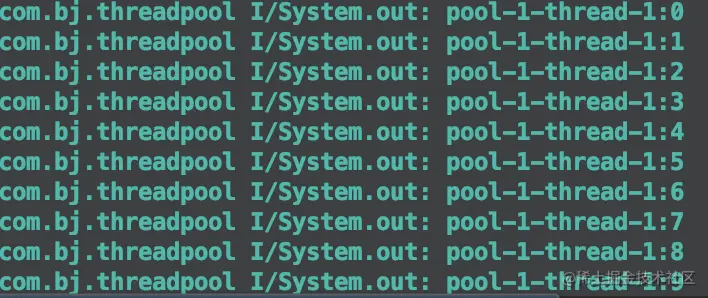 com.bj.threadpool I/System.out: pool-1-thread-1:0
com.bj.threadpool I/System.out: pool-1-thread-1:1
com.bj.threadpool I/System.out: pool-1-thread-1:2
com.bj.threadpool I/System.out: pool-1-thread-1:3
com.bj.threadpool I/System.out: pool-1-thread-1:4
com.bj.threadpool I/System.out: pool-1-thread-1:5
com.bj.threadpool I/System.out: pool-1-thread-1:6
com.bj.threadpool I/System.out: pool-1-thread-1:7
com.bj.threadpool I/System.out: pool-1-thread-1:8
com.bj.threadpool I/System.out: pool-1-thread-1:9
@稀土掘金技术社区